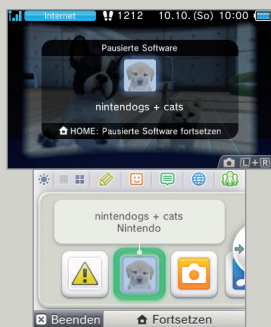 Internet 1212 10.10. (So) 10:00
Pausierte Software
nintendogs + cats
HOME: Pausierte Software fortsetzen
L+R
nintendogs + cats
Nintendo
Beenden Fortsetzen